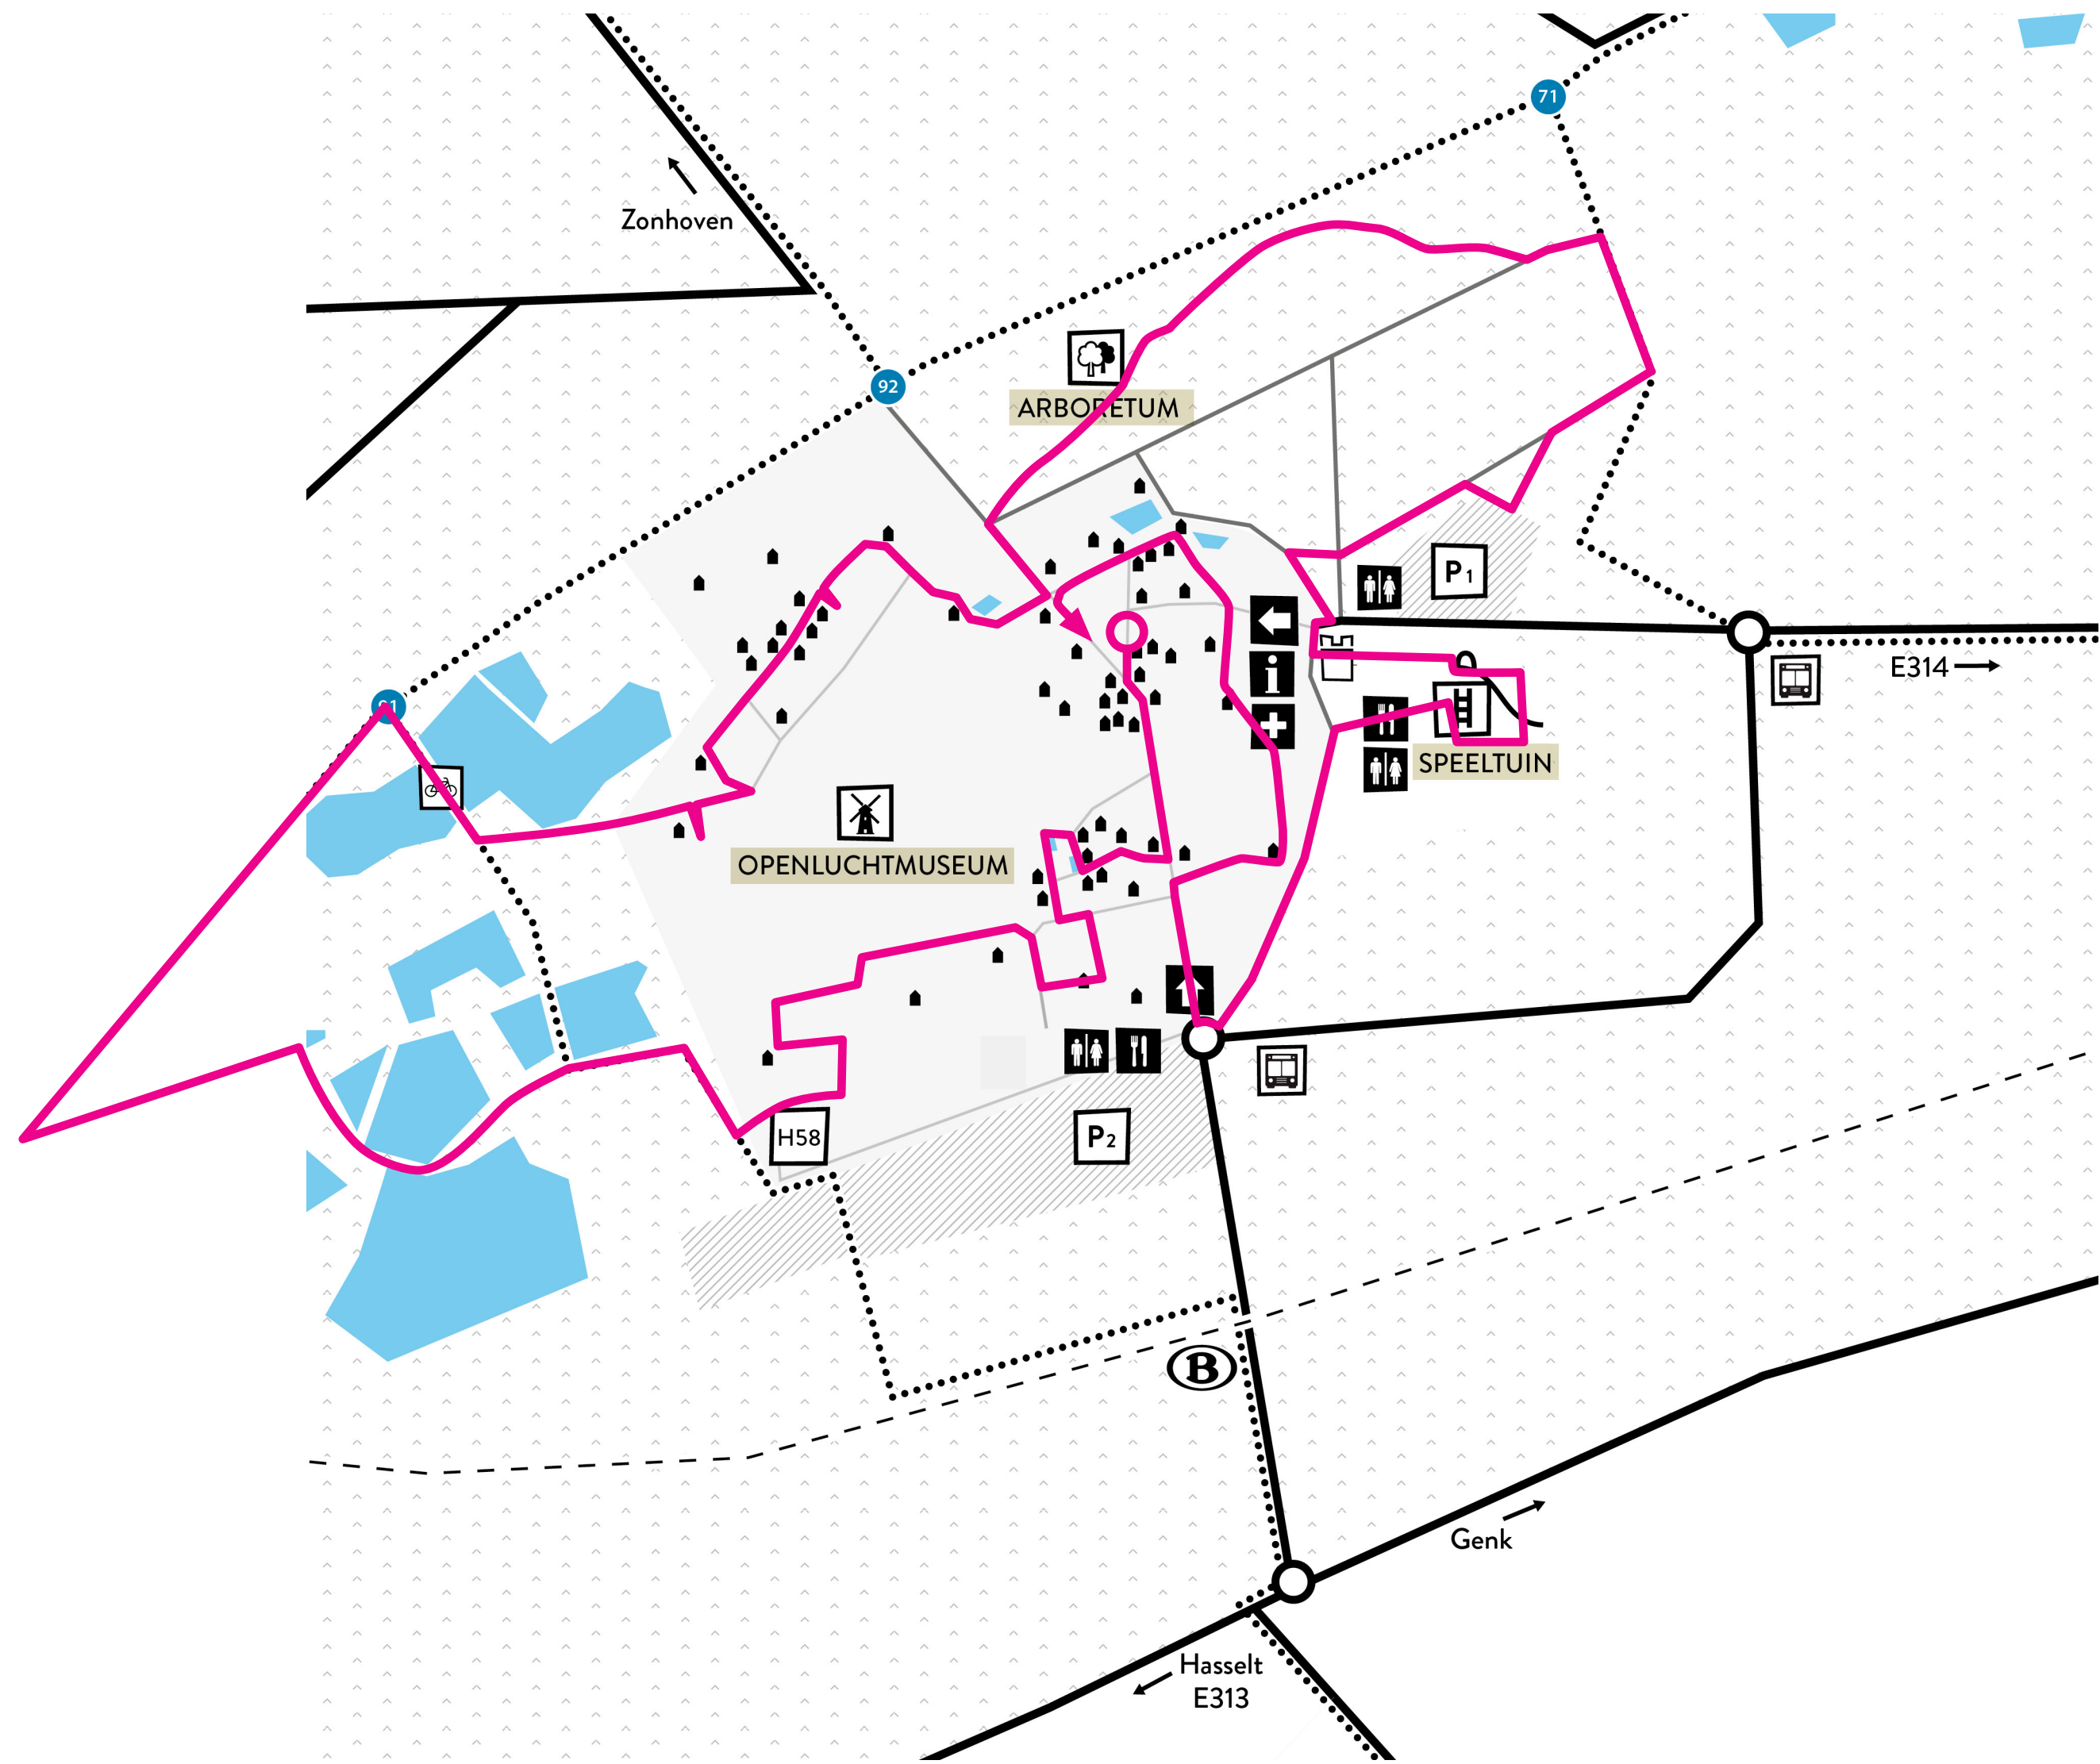 71
Zonhoven
92
ARBORETUM
P1
E314
SPEELTUIN
i
OPENLUCHTMUSEUM
H58
P2
B
Genk
Hasselt
E313